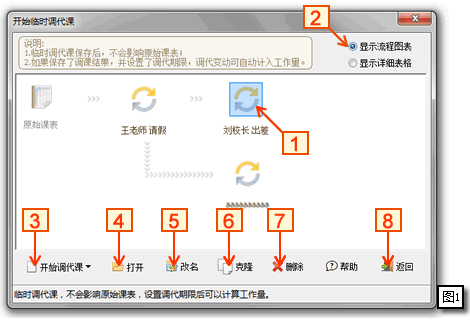 开始临时调代课
2
说明:
1.临时调代课保存后,不会影响原始课表;
2.如果保存了调课结果,并设置了调代期限,调代变动可自动计入工作量。
显示流程图表
显示详细表格
原始课表
王老师 请假
刘校长 出差
1
3
4
5
6
7
8
开始调代课
打开
改名
克隆
删除
帮助
返回
临时调代课,不会影响原始课表,设置调代期限后可以计算工作量。
图1